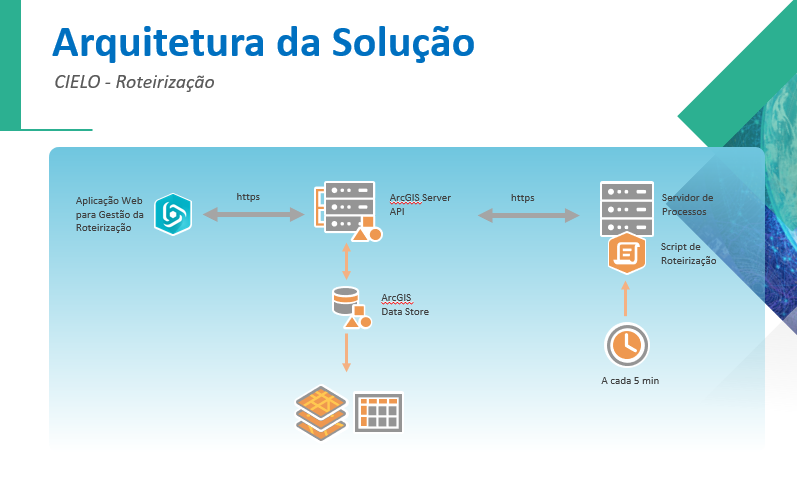 Arquitetura da Solução
CIELO - Roteirização
Aplicação Web
para Gestão da
Roteirização
https
ArcGIS Server
API
https
Servidor de
Processos
Script de
Roteirização
ArcGIS
Data Store
A cada 5 min